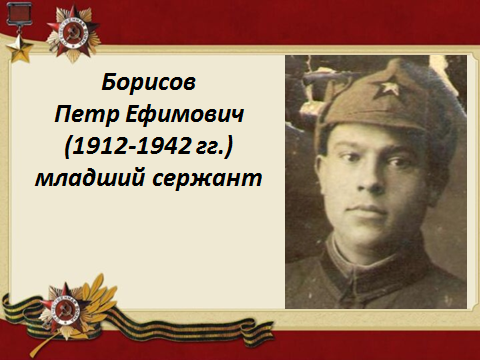 Борисов
Петр Ефимович
(1912-1942 гг.)
младший сержант